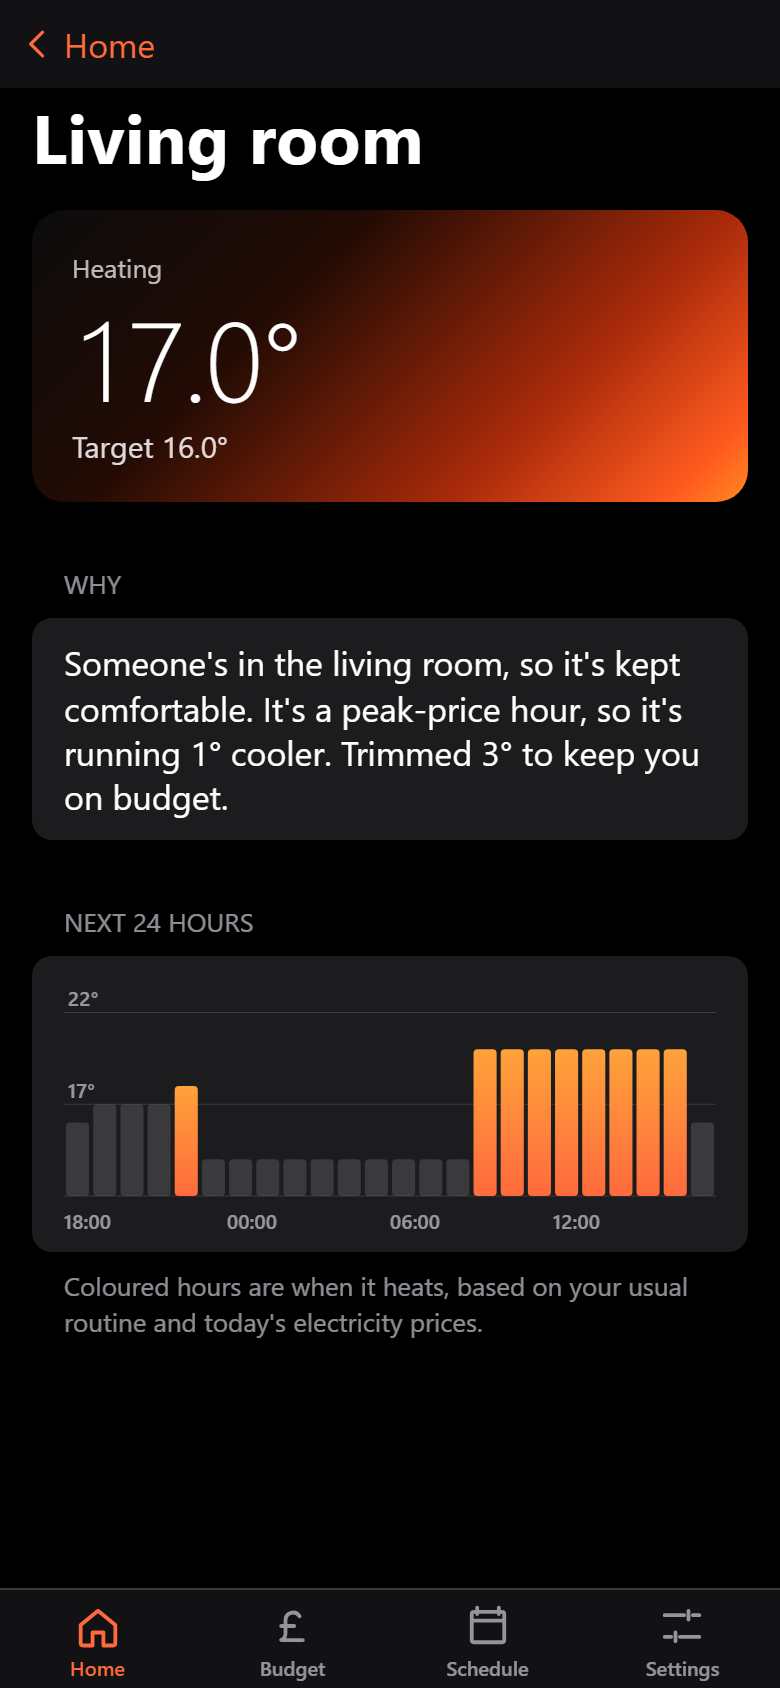 Home
Living room
Heating
17.0°
Target 16.0°
WHY
Someone's in the living room, so it's kept
comfortable. It's a peak-price hour, so it's
running 1° cooler. Trimmed 3° to keep you
on budget.
NEXT 24 HOURS
22°
17°
18:00 00:00 06:00 12:00
Coloured hours are when it heats, based on your usual
routine and today's electricity prices.
Home Budget Schedule Settings